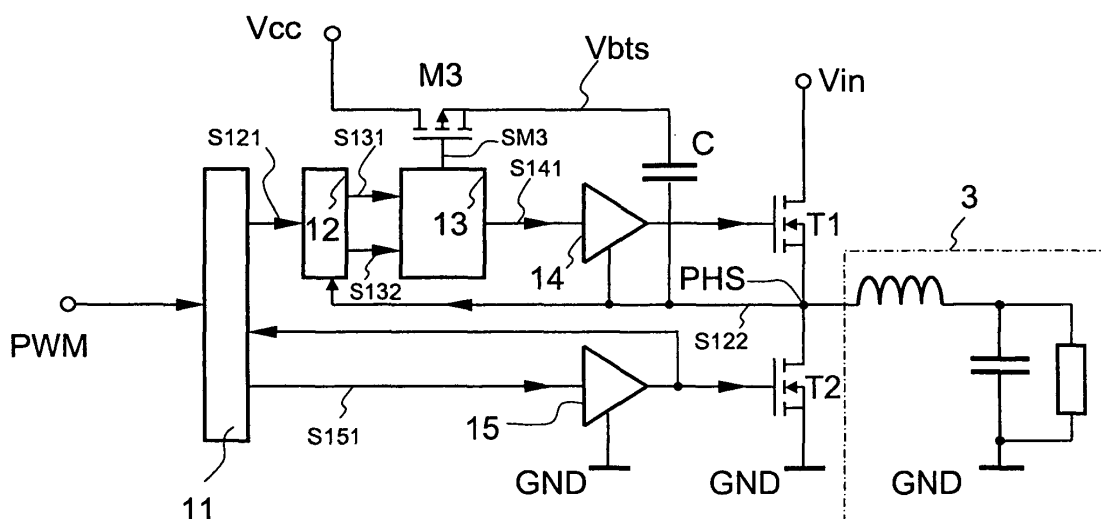 Vcc
Vbts
M3
Vin
S121
S131
SM3
S141
C
12
13
T1
3
14
S132
PHS
S122
PWM
T2
S151
15
GND
GND
GND
11